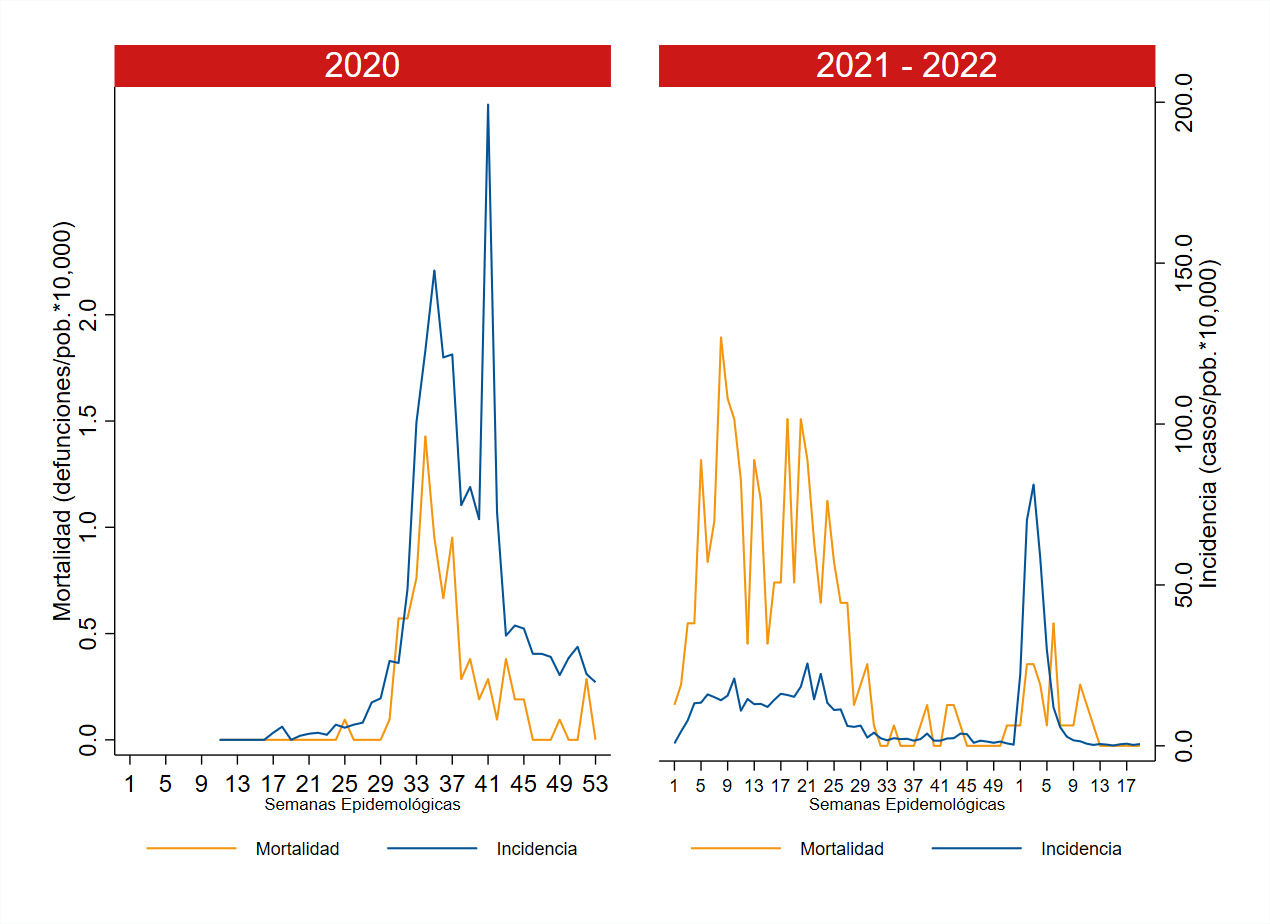 2020
Mortalidad (defunciones/pob.*10,000)
0.0 0.5 1.0 1.5 2.0
1 5 9 13 17 21 25 29 33 37 41 45 49 53
Semanas Epidemológicas
Mortalidad Incidencia
2021 - 2022
0.0 50.0 100.0 150.0 200.0
Incidencia (casos/pob.*10,000)
1 5 9 13 17 21 25 29 33 37 41 45 49 1 5 9 13 17
Semanas Epidemológicas
Mortalidad Incidencia